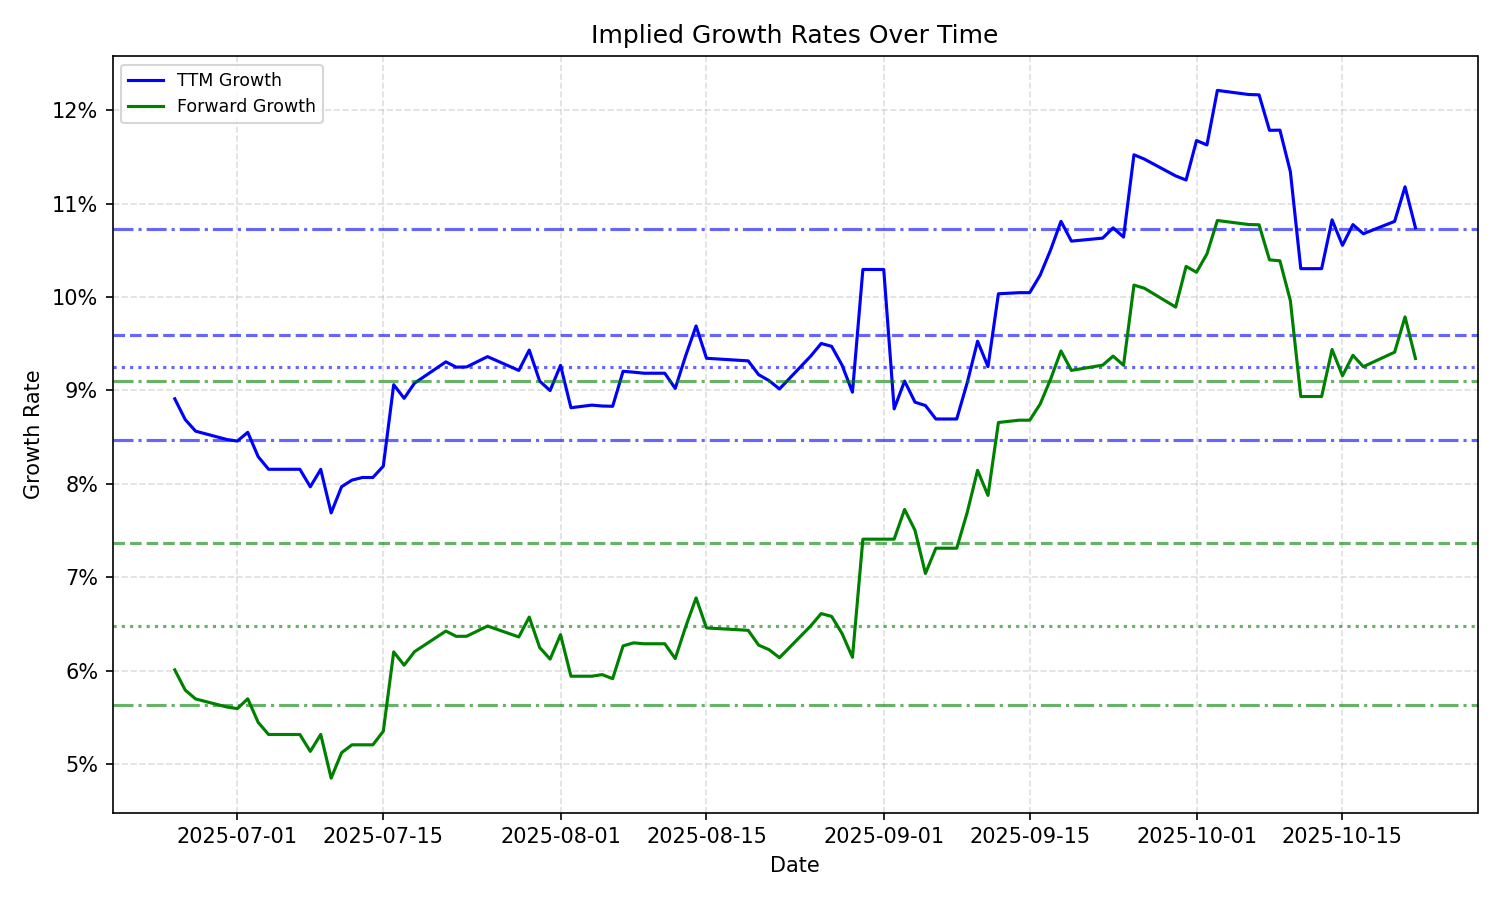 Implied Growth Rates Over Time
TTM Growth
Forward Growth
12%
11%
10%
9%
8%
7%
6%
5%
Growth Rate
2025-07-01 2025-07-15 2025-08-01 2025-08-15 2025-09-01 2025-09-15 2025-10-01 2025-10-15
Date